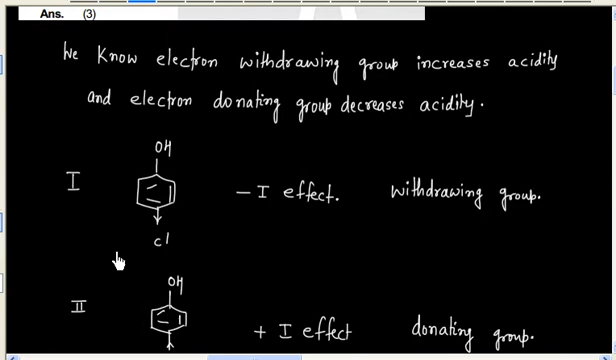 Ans. (3)
We Know electron withdrawing group increases acidity
and electron donating group decreases acidity.
OH
I
- I effect. withdrawing group.
Cl
OH
II
+ I effect donating group.